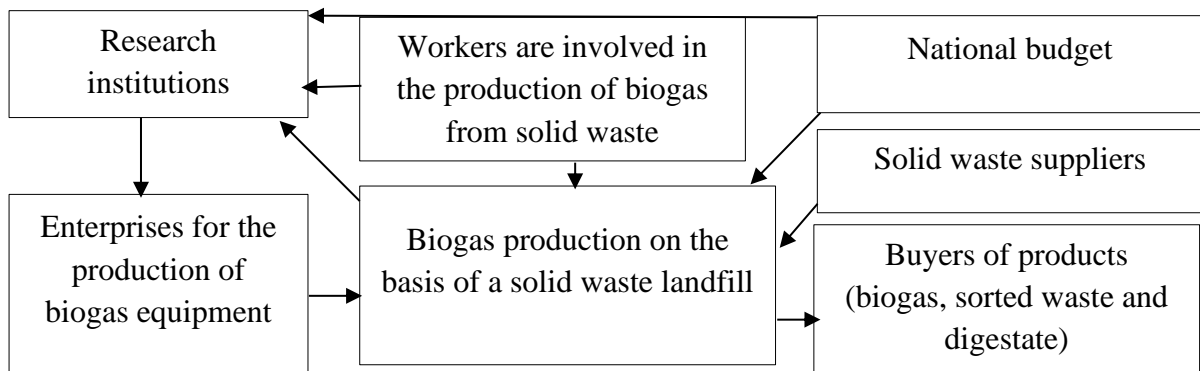 Research
institutions
Workers are involved in
the production of biogas
from solid waste
National budget
Solid waste suppliers
Enterprises for the
production of
biogas equipment
Biogas production on the
basis of a solid waste landfill
Buyers of products
(biogas, sorted waste and
digestate)